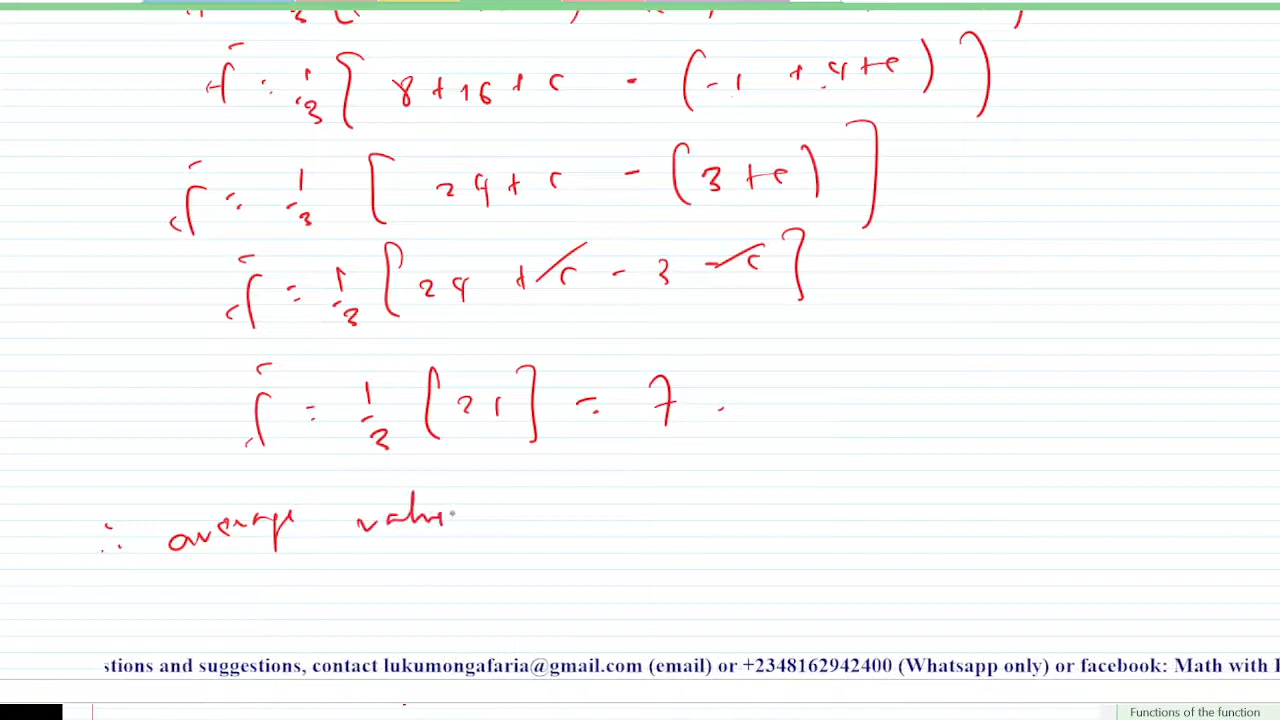 f̄ = 1/3 [ 8 + 16 + c - (-1 + 4 + c) ]
f̄ = 1/3 [ 24 + c - (3 + c) ]
f̄ = 1/3 [ 24 + c - 3 - c ]
f̄ = 1/3 [ 21 ] = 7.
∴ average value
stions and suggestions, contact lukumongafaria@gmail.com (email) or +2348162942400 (Whatsapp only) or facebook: Math with
Functions of the function